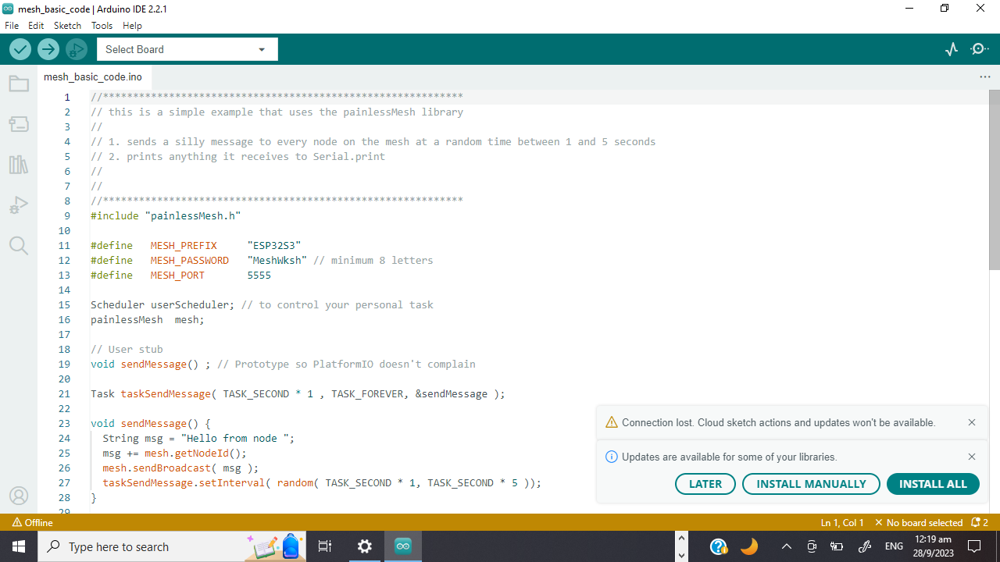 mesh_basic_code | Arduino IDE 2.2.1
File Edit Sketch Tools Help
Select Board
mesh_basic_code.ino
1 //************************************************************
2 // this is a simple example that uses the painlessMesh library
3 //
4 // 1. sends a silly message to every node on the mesh at a random time between 1 and 5 seconds
5 // 2. prints anything it receives to Serial.print
6 //
7 //
8 //************************************************************
9 #include "painlessMesh.h"
10
11 #define   MESH_PREFIX     "ESP32S3"
12 #define   MESH_PASSWORD   "MeshWksh" // minimum 8 letters
13 #define   MESH_PORT       5555
14
15 Scheduler userScheduler; // to control your personal task
16 painlessMesh  mesh;
17
18 // User stub
19 void sendMessage() ; // Prototype so PlatformIO doesn't complain
20
21 Task taskSendMessage( TASK_SECOND * 1 , TASK_FOREVER, &sendMessage );
22
23 void sendMessage() {
24   String msg = "Hello from node ";
25   msg += mesh.getNodeId();
26   mesh.sendBroadcast( msg );
27   taskSendMessage.setInterval( random( TASK_SECOND * 1, TASK_SECOND * 5 ));
28 }
29
Connection lost. Cloud sketch actions and updates won't be available.
Updates are available for some of your libraries.
LATER INSTALL MANUALLY INSTALL ALL
Offline
Ln 1, Col 1 No board selected 2
Type here to search
ENG
12:19 am
28/9/2023